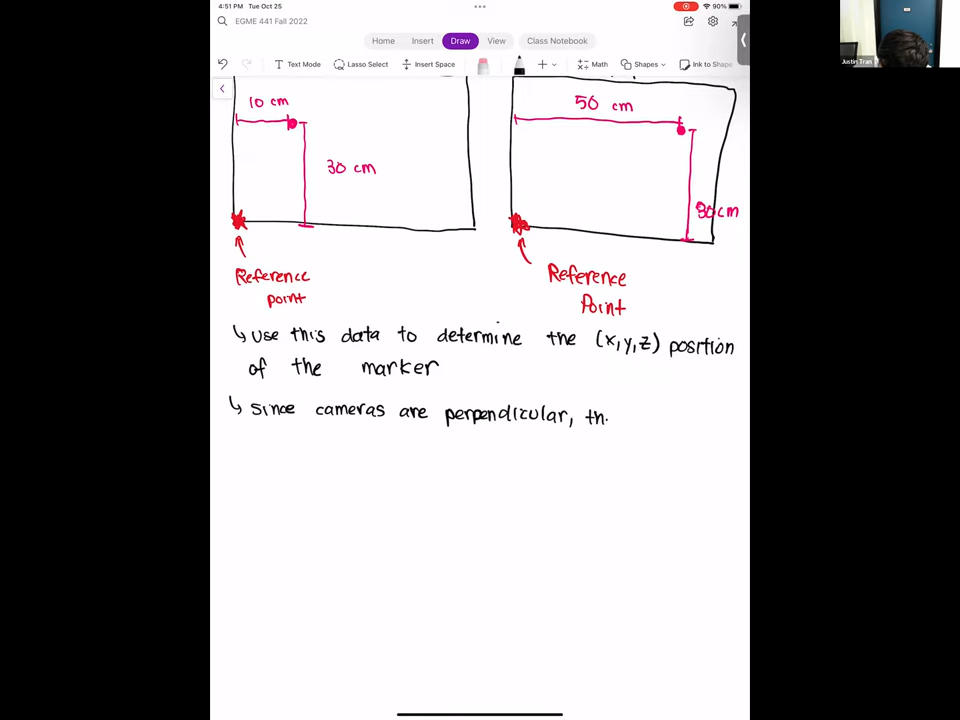 4:51 PM Tue Oct 25
90%
EGME 441 Fall 2022
Home Insert Draw View Class Notebook
Text Mode Lasso Select Insert Space Math Shapes Ink to Shape
Justin Tran
10 cm
50 cm
30 cm
30 cm
Reference
point
Reference
Point
↳ use this data to determine the (x,y,z) position
of the marker
↳ since cameras are perpendicular, th